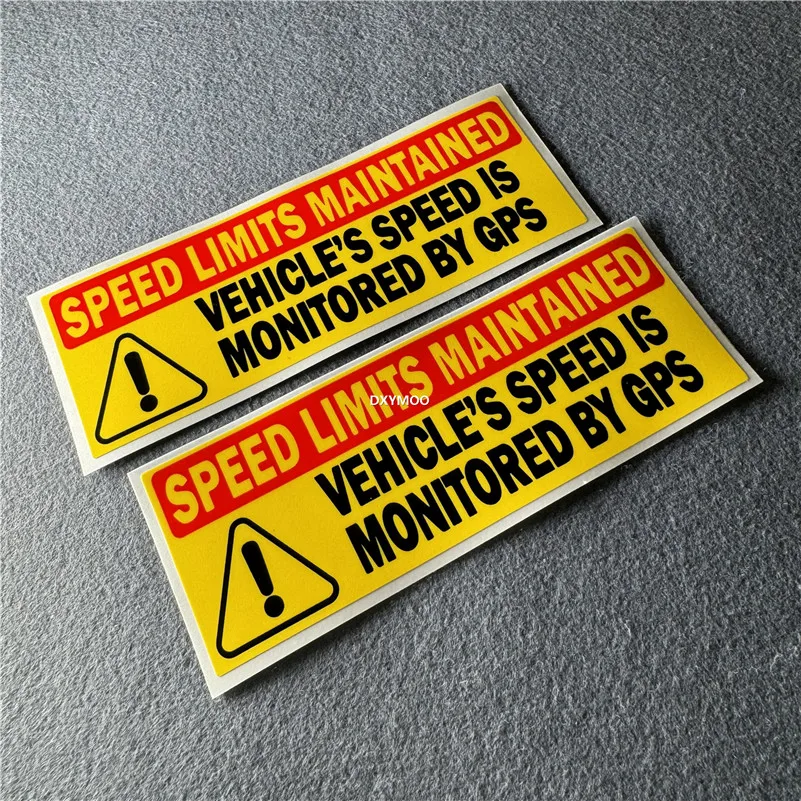 SPEED LIMITS MAINTAINED
VEHICLE'S SPEED IS
MONITORED BY GPS
SPEED LIMITS MAINTAINED
VEHICLE'S SPEED IS
MONITORED BY GPS
DXYMOO